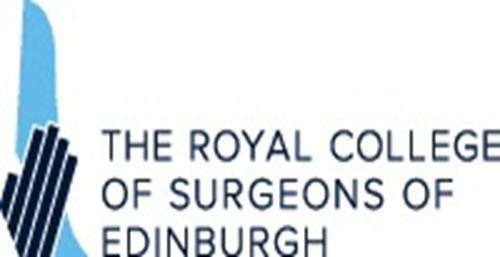 THE ROYAL COLLEGE
OF SURGEONS OF
EDINBURGH